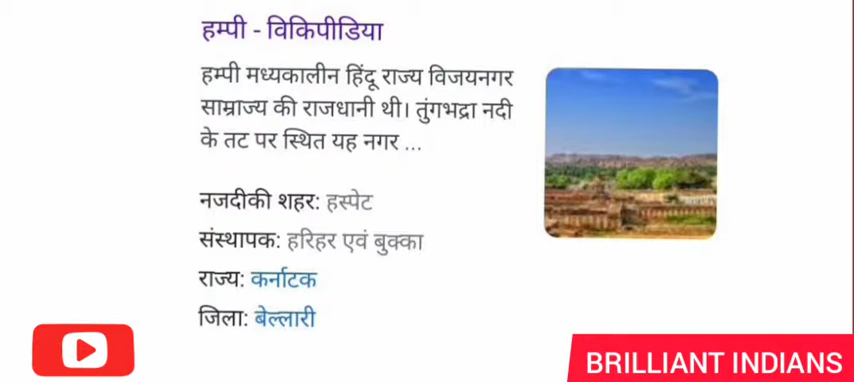 हम्पी - विकिपीडिया
हम्पी मध्यकालीन हिंदू राज्य विजयनगर
साम्राज्य की राजधानी थी। तुंगभद्रा नदी
के तट पर स्थित यह नगर ...
नजदीकी शहर: हस्पेट
संस्थापक: हरिहर एवं बुक्का
राज्य: कर्नाटक
जिला: बेल्लारी
BRILLIANT INDIANS